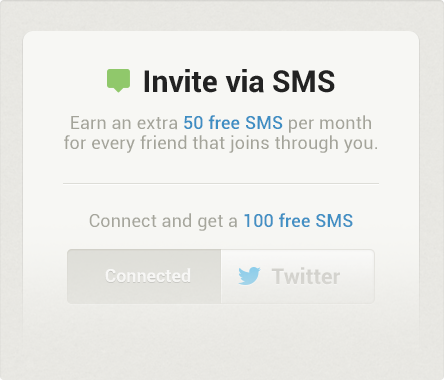 Invite via SMS
Earn an extra 50 free SMS per month
for every friend that joins through you.
Connect and get a 100 free SMS
Connected
Twitter